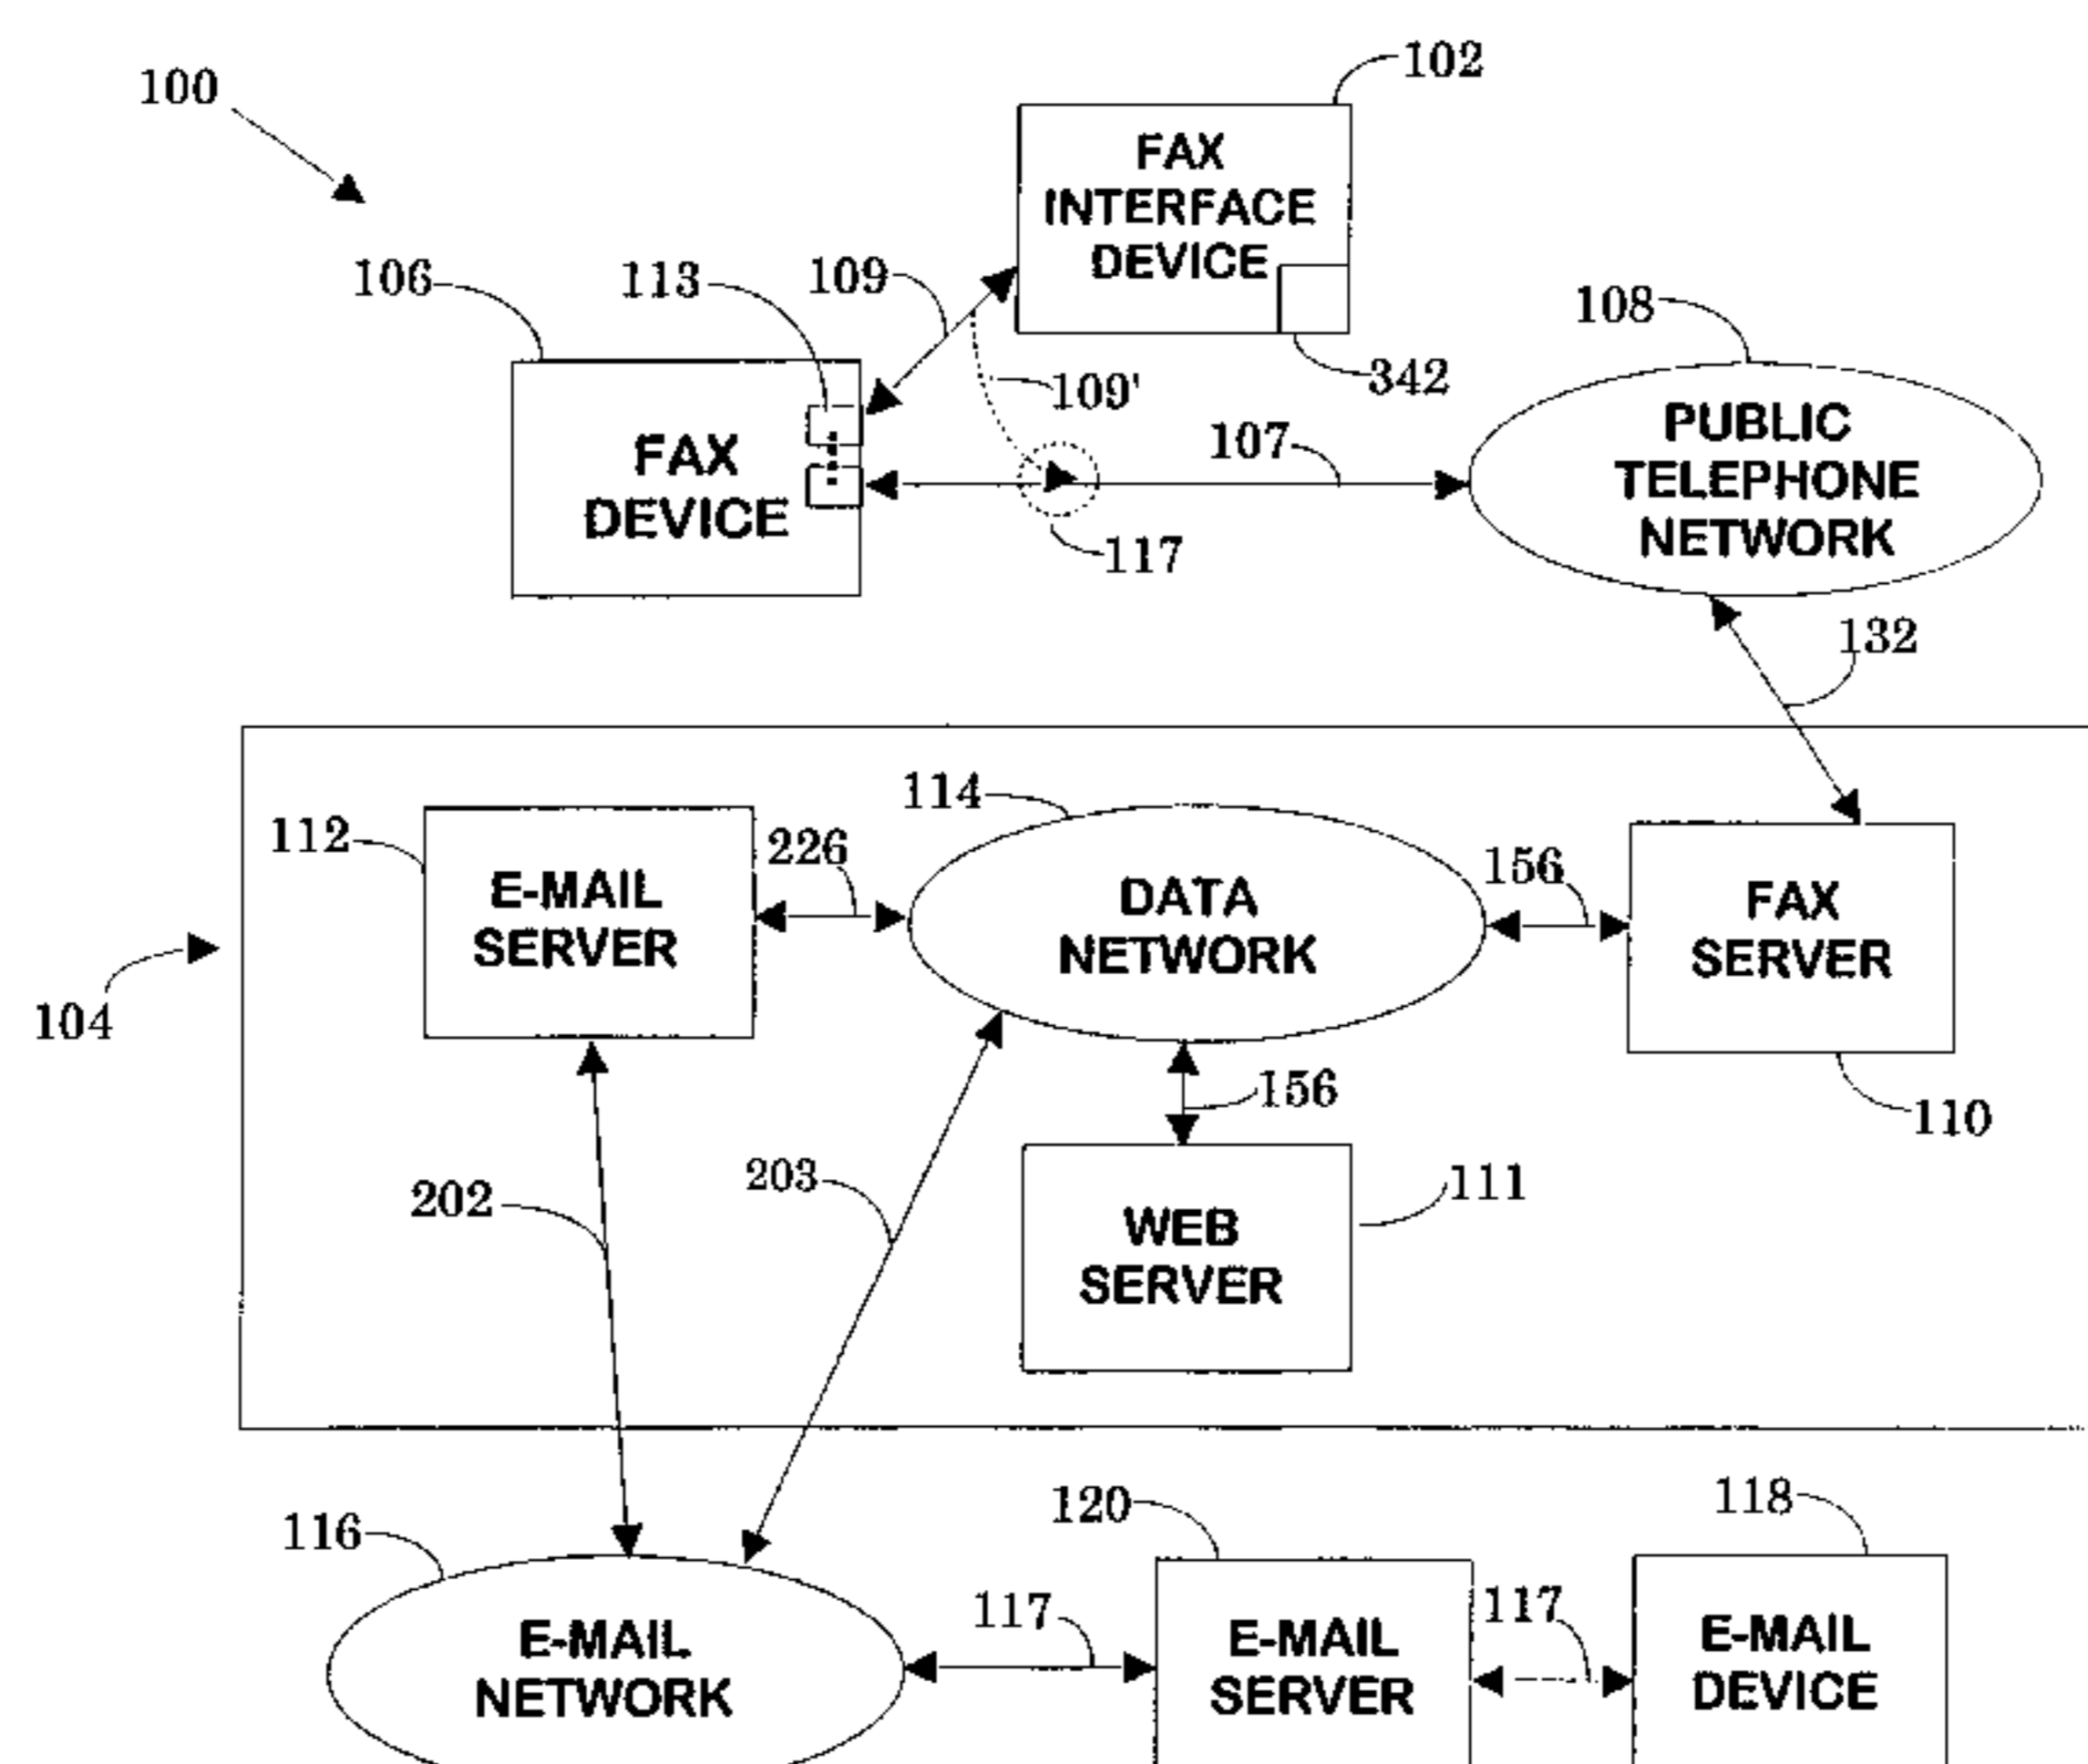 100
102
FAX
INTERFACE
DEVICE
106
113
109
108
342
109'
FAX
DEVICE
107
PUBLIC
TELEPHONE
NETWORK
117
132
114
112
226
156
E-MAIL
SERVER
DATA
NETWORK
FAX
SERVER
104
156
110
202
203
111
WEB
SERVER
116
120
118
117
117
E-MAIL
NETWORK
E-MAIL
SERVER
E-MAIL
DEVICE